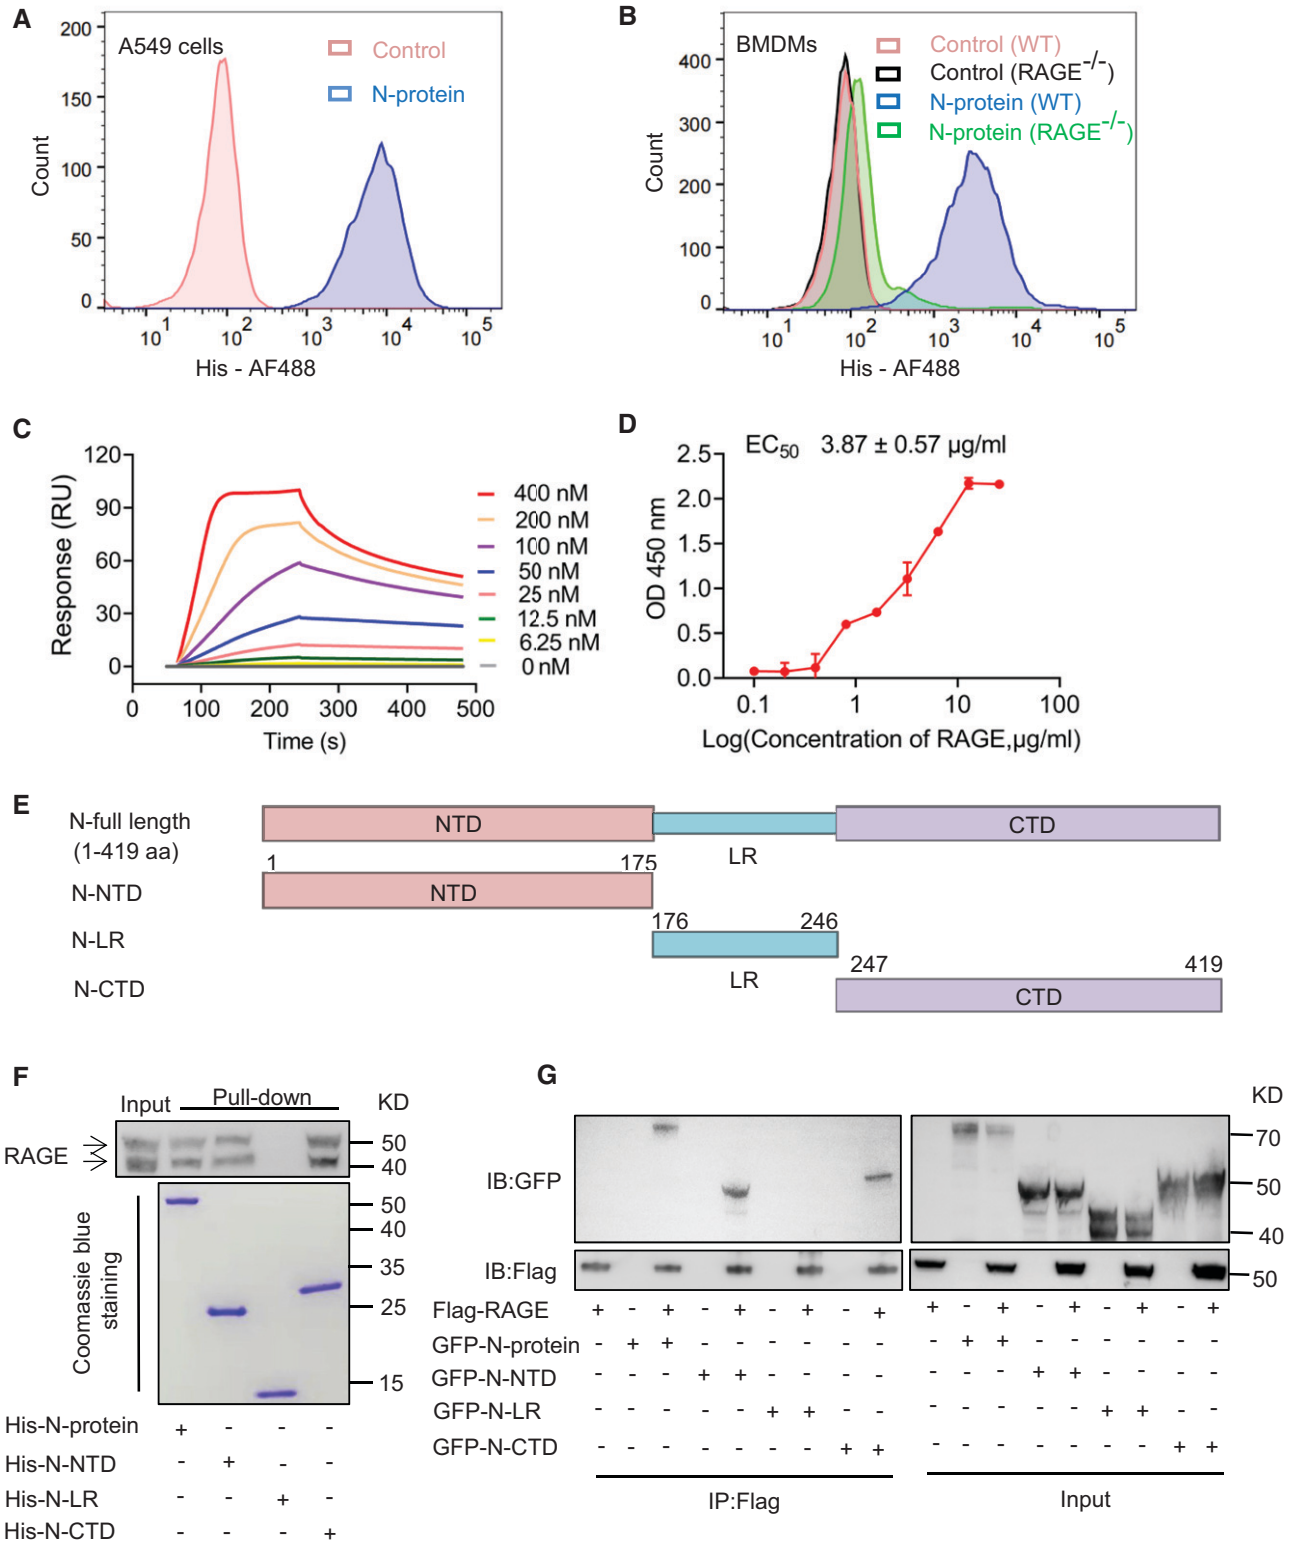 A
A549 cells
Control
N-protein
Count
200
150
100
50
0
10^1
10^2
10^3
10^4
10^5
His - AF488
B
BMDMs
Control (WT)
Control (RAGE^-/-)
N-protein (WT)
N-protein (RAGE^-/-)
Count
400
300
200
100
0
10^1
10^2
10^3
10^4
10^5
His - AF488
C
Response (RU)
120
90
60
30
0
0 100 200 300 400 500
Time (s)
400 nM
200 nM
100 nM
50 nM
25 nM
12.5 nM
6.25 nM
0 nM
D
EC50 3.87 ± 0.57 µg/ml
OD 450 nm
2.5
2.0
1.5
1.0
0.5
0.0
0.1 1 10 100
Log(Concentration of RAGE,µg/ml)
E
N-full length
(1-419 aa)
NTD
LR
CTD
1 175
N-NTD
NTD
176 246
N-LR
LR
247 419
N-CTD
CTD
F
Input Pull-down KD
RAGE
50
40
Coomassie blue
staining
50
40
35
25
15
His-N-protein + - - -
His-N-NTD - + - -
His-N-LR - - + -
His-N-CTD - - - +
G
KD
IB:GFP
70
50
40
IB:Flag
50
Flag-RAGE + - + - + - + - + + - + - + - + - +
GFP-N-protein - + + - - - - - - - + + - - - - - -
GFP-N-NTD - - - + + - - - - - - - + + - - - -
GFP-N-LR - - - - - + + - - - - - - - + + - -
GFP-N-CTD - - - - - - - + + - - - - - - - + +
IP:Flag
Input